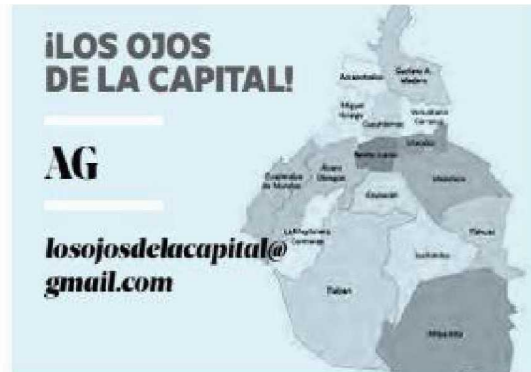 ¡LOS OJOS
DE LA CAPITAL!
AG
losojosdelacapital@
gmail.com
Azcapotzalco
Gustavo A.
Madero
Miguel
Hidalgo
Cuauhtémoc
Venustiano
Carranza
Iztacalco
Benito Juárez
Álvaro
Obregón
Cuajimalpa
de Morelos
Iztapalapa
Coyoacán
La Magdalena
Contreras
Tláhuac
Xochimilco
Tlalpan
Milpa Alta